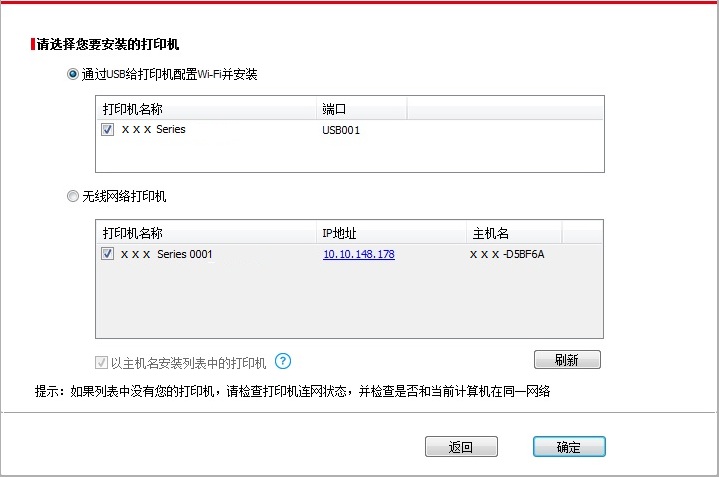 请选择您要安装的打印机
通过USB给打印机配置Wi-Fi并安装
打印机名称 端口
X X X Series USB001
无线网络打印机
打印机名称 IP地址 主机名
X X X Series 0001 10.10.148.178 X X X -D5BF6A
以主机名安装列表中的打印机 ? 刷新
提示：如果列表中没有您的打印机，请检查打印机连网状态，并检查是否和当前计算机在同一网络
返回 确定